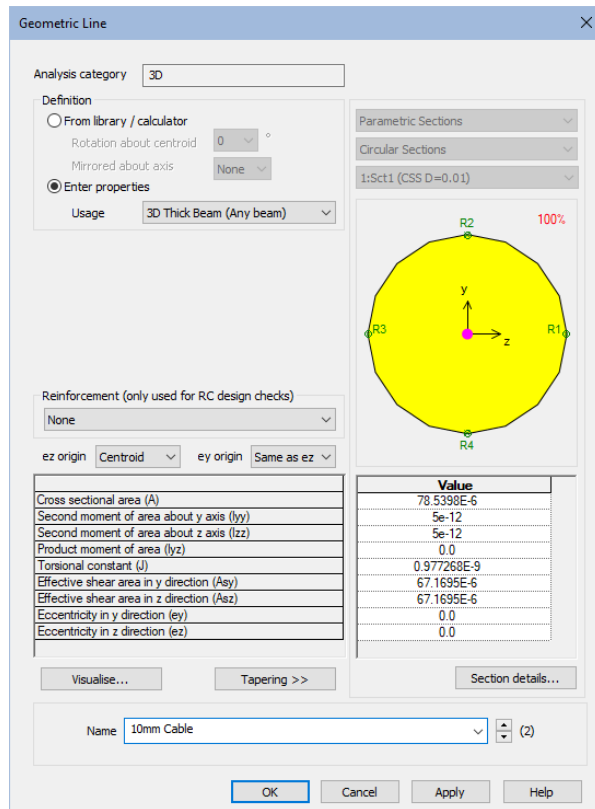 Geometric Line
Analysis category 3D
Definition
From library / calculator
Rotation about centroid 0 °
Mirrored about axis None
Enter properties
Usage 3D Thick Beam (Any beam)
Parametric Sections
Circular Sections
1:Sct1 (CSS D=0.01)
100%
R2
y
R3
z
R1
R4
Reinforcement (only used for RC design checks)
None
ez origin Centroid ey origin Same as ez
Value
Cross sectional area (A) 78.5398E-6
Second moment of area about y axis (Iyy) 5e-12
Second moment of area about z axis (Izz) 5e-12
Product moment of area (Iyz) 0.0
Torsional constant (J) 0.977268E-9
Effective shear area in y direction (Asy) 67.1695E-6
Effective shear area in z direction (Asz) 67.1695E-6
Eccentricity in y direction (ey) 0.0
Eccentricity in z direction (ez) 0.0
Visualise... Tapering >> Section details...
Name 10mm Cable (2)
OK Cancel Apply Help